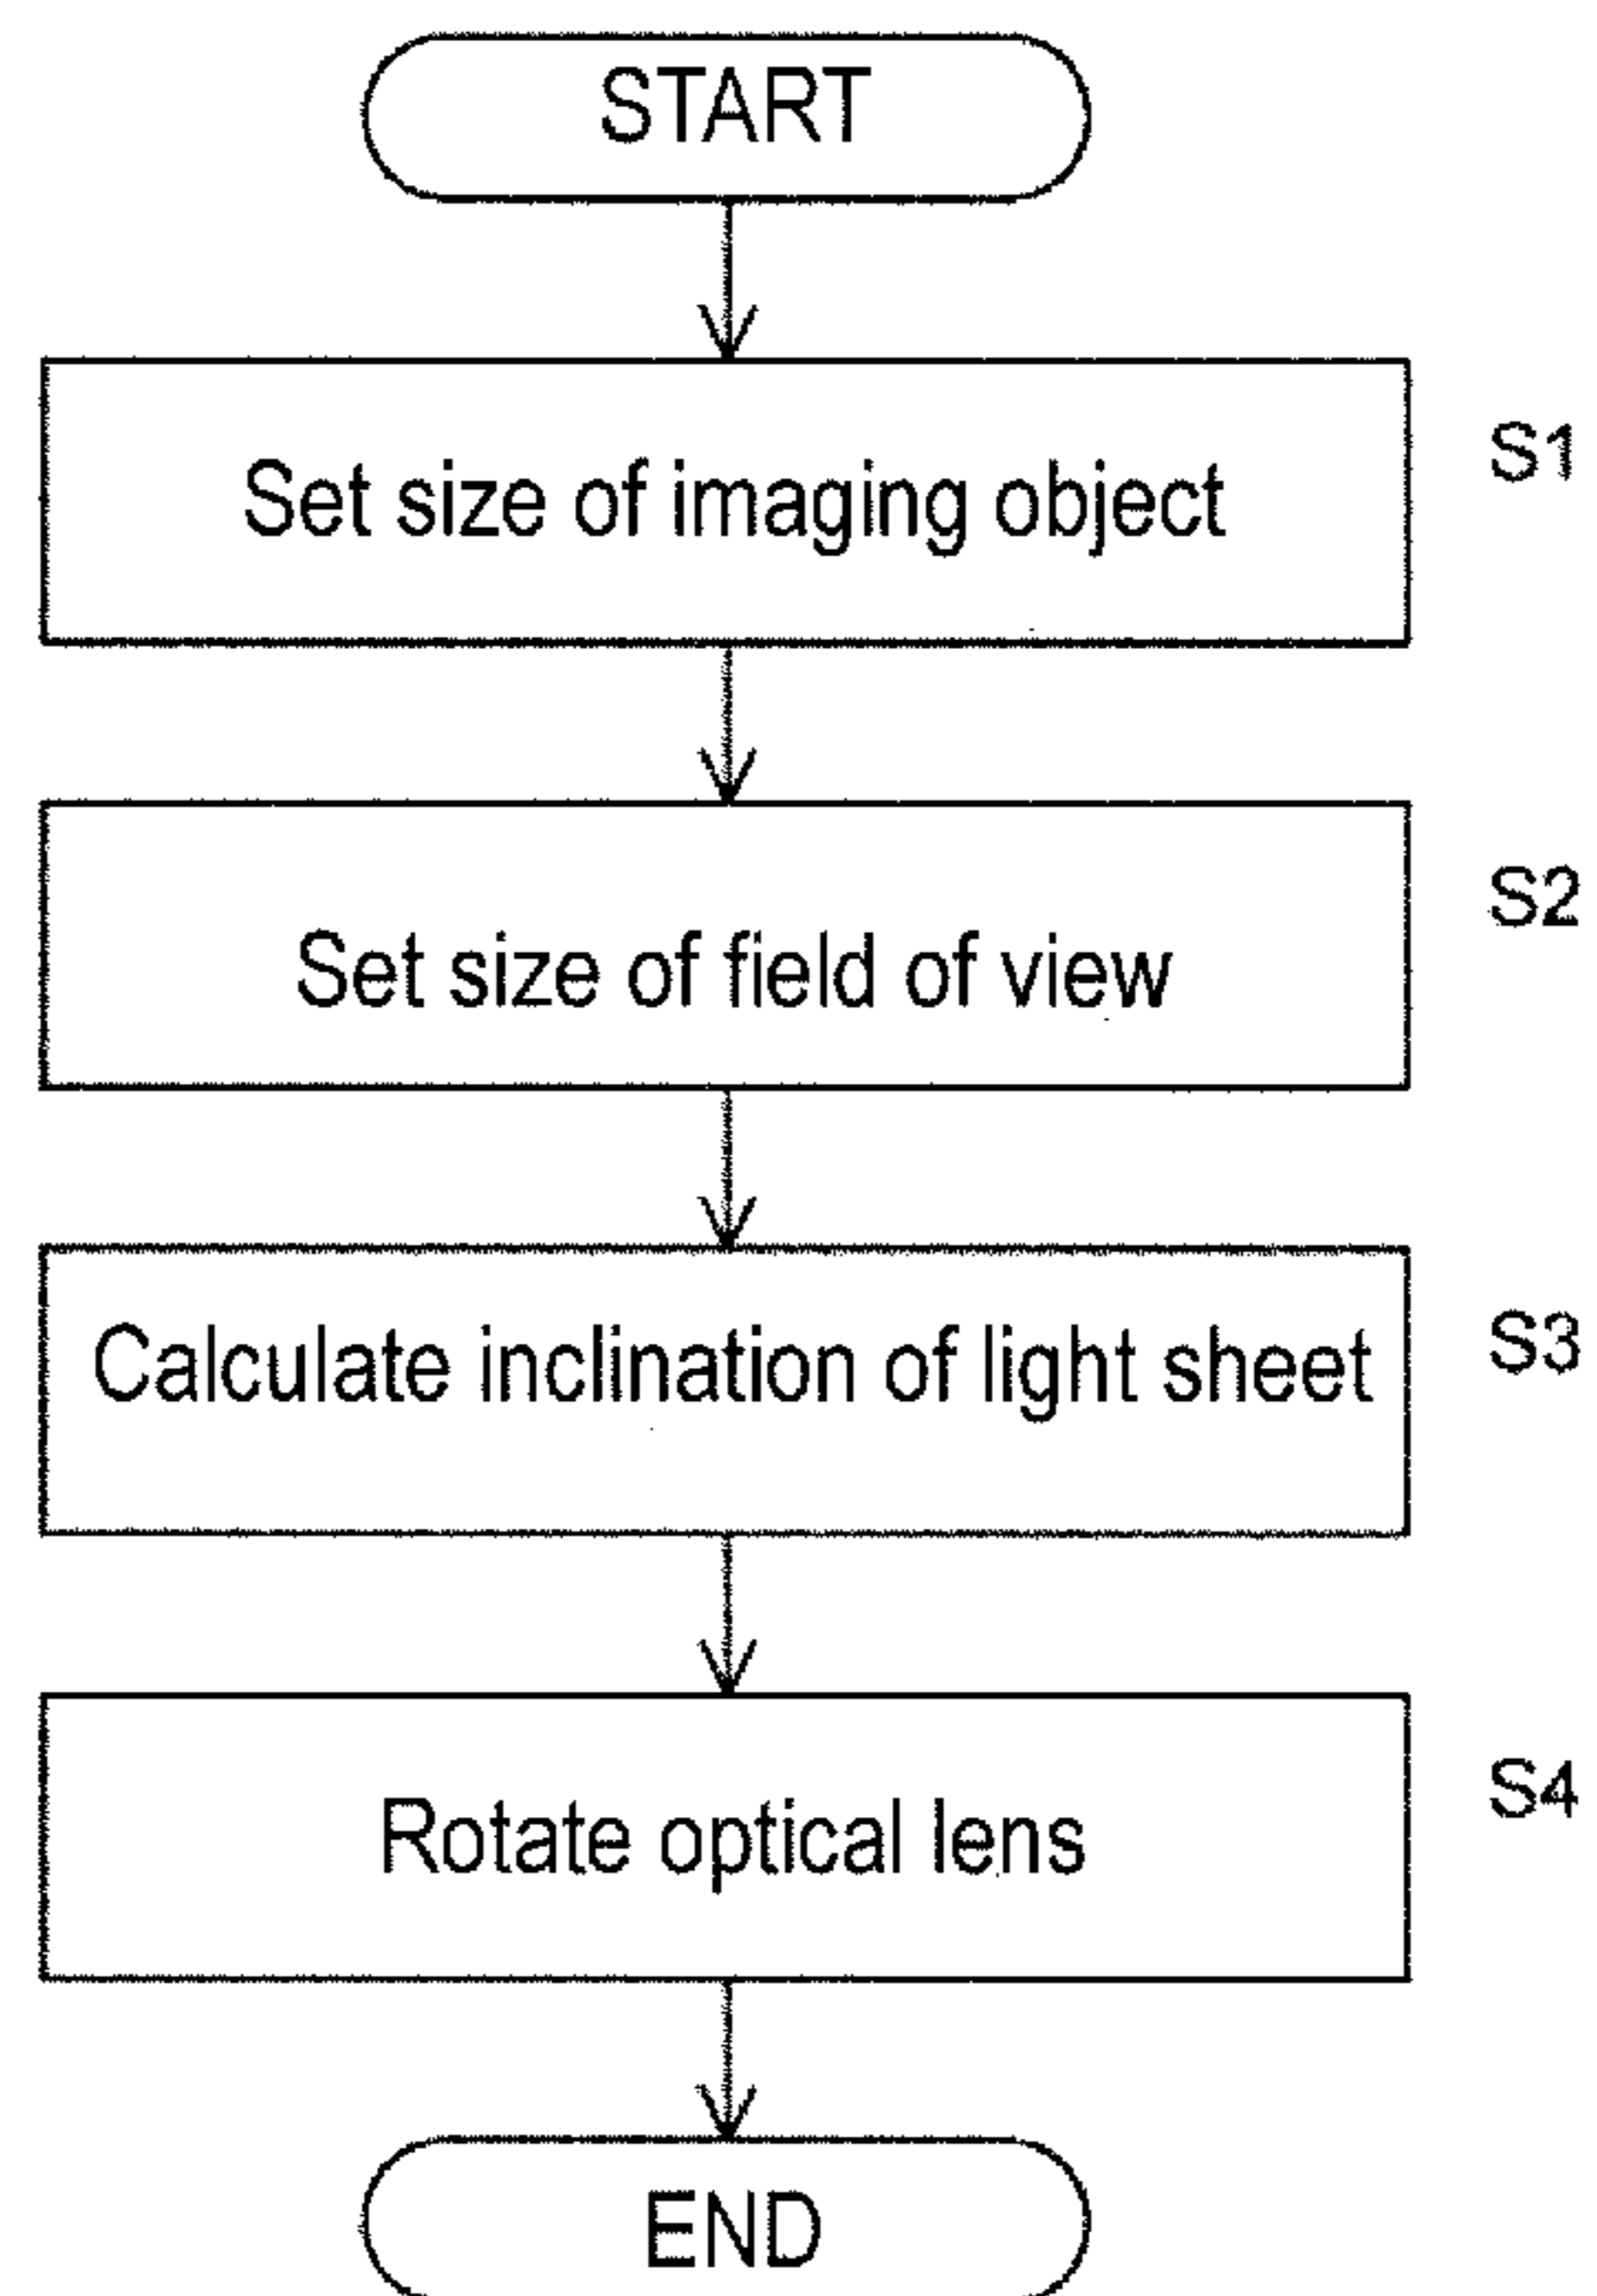 START
Set size of imaging object
S1
Set size of field of view
S2
Calculate inclination of light sheet
S3
Rotate optical lens
S4
END